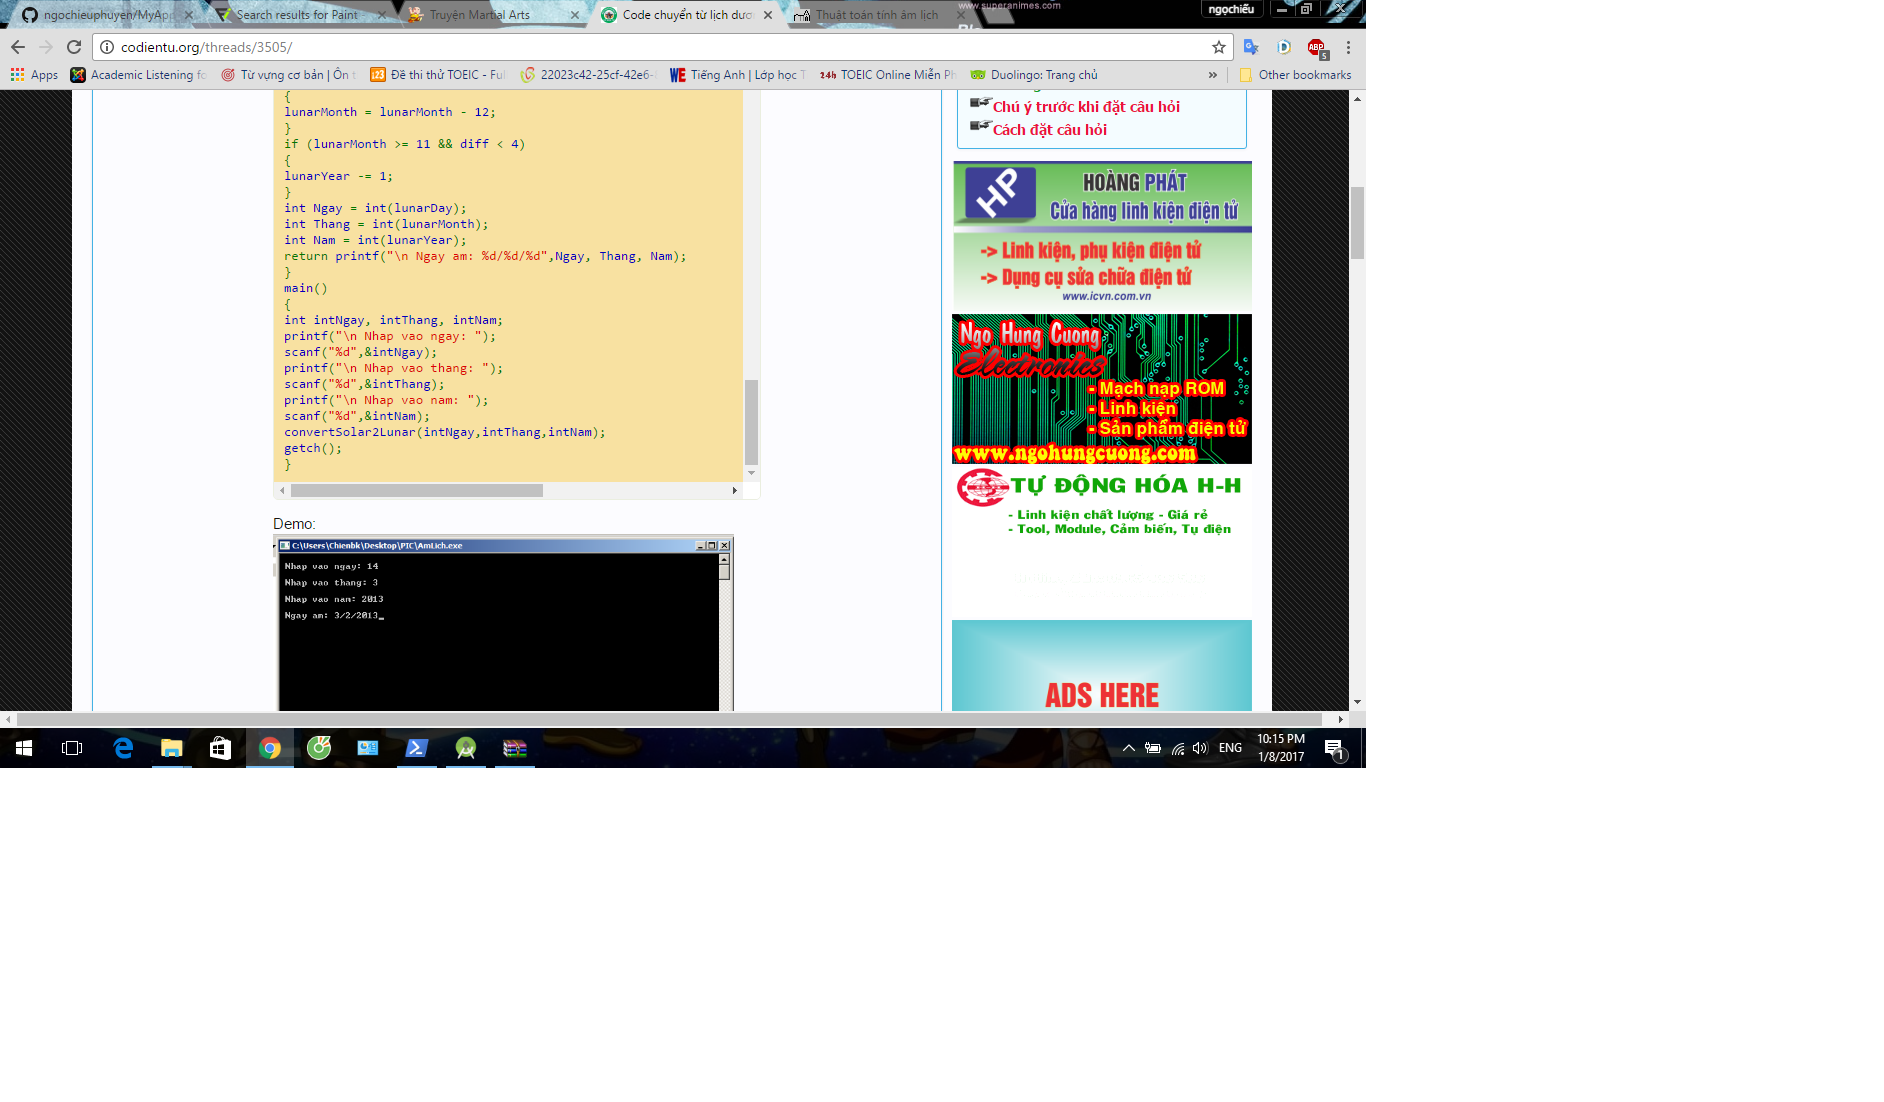 www.superanimes.com
ngochieuphuyen/MyApp
Search results for Paint
Truyện Martial Arts
Code chuyển từ lịch dươ
Thuật toán tính âm lịch
ngochiếu
codientu.org/threads/3505/
ABP
5
Apps
Academic Listening fo
Từ vựng cơ bản | Ôn t
123
Đề thi thử TOEIC - Ful
22023c42-25cf-42e6-
WE
Tiếng Anh | Lớp học T
24h
TOEIC Online Miễn Ph
Duolingo: Trang chủ
»
Other bookmarks
{
lunarMonth = lunarMonth - 12;
}
if (lunarMonth >= 11 && diff < 4)
{
lunarYear -= 1;
}
int Ngay = int(lunarDay);
int Thang = int(lunarMonth);
int Nam = int(lunarYear);
return printf("\n Ngay am: %d/%d/%d",Ngay, Thang, Nam);
}
main()
{
int intNgay, intThang, intNam;
printf("\n Nhap vao ngay: ");
scanf("%d",&intNgay);
printf("\n Nhap vao thang: ");
scanf("%d",&intThang);
printf("\n Nhap vao nam: ");
scanf("%d",&intNam);
convertSolar2Lunar(intNgay,intThang,intNam);
getch();
}
Demo:
C:\Users\Chienbk\Desktop\PIC\AmLich.exe
Nhap vao ngay: 14
Nhap vao thang: 3
Nhap vao nam: 2013
Ngay am: 3/2/2013_
Chú ý trước khi đặt câu hỏi
Cách đặt câu hỏi
HP
HOÀNG PHÁT
Cửa hàng linh kiện điện tử
-> Linh kiện, phụ kiện điện tử
-> Dụng cụ sửa chữa điện tử
www.icvn.com.vn
Ngo Hung Cuong
Electronics
- Mạch nạp ROM
- Linh kiện
- Sản phẩm điện tử
www.ngohungcuong.com
TỰ ĐỘNG HÓA H-H
- Linh kiện chất lượng - Giá rẻ
- Tool, Module, Cảm biến, Tụ điện
ADS HERE
ENG
10:15 PM
1/8/2017
1